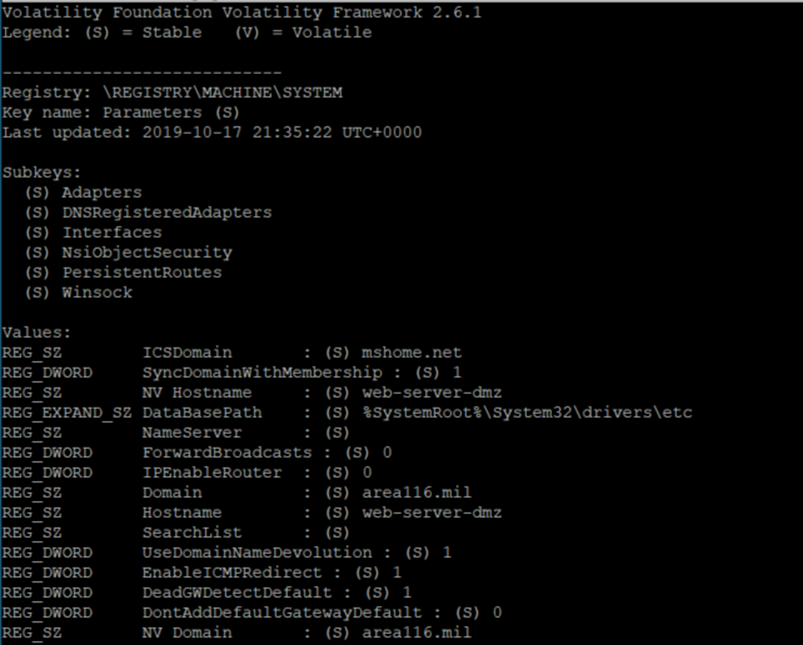 Volatility Foundation Volatility Framework 2.6.1
Legend: (S) = Stable   (V) = Volatile
----------------------------
Registry: \REGISTRY\MACHINE\SYSTEM
Key name: Parameters (S)
Last updated: 2019-10-17 21:35:22 UTC+0000
Subkeys:
  (S) Adapters
  (S) DNSRegisteredAdapters
  (S) Interfaces
  (S) NsiObjectSecurity
  (S) PersistentRoutes
  (S) Winsock
Values:
REG_SZ        ICSDomain       : (S) mshome.net
REG_DWORD     SyncDomainWithMembership : (S) 1
REG_SZ        NV Hostname     : (S) web-server-dmz
REG_EXPAND_SZ DataBasePath    : (S) %SystemRoot%\System32\drivers\etc
REG_SZ        NameServer      : (S)
REG_DWORD     ForwardBroadcasts : (S) 0
REG_DWORD     IPEnableRouter  : (S) 0
REG_SZ        Domain          : (S) area116.mil
REG_SZ        Hostname        : (S) web-server-dmz
REG_SZ        SearchList      : (S)
REG_DWORD     UseDomainNameDevolution : (S) 1
REG_DWORD     EnableICMPRedirect : (S) 1
REG_DWORD     DeadGWDetectDefault : (S) 1
REG_DWORD     DontAddDefaultGatewayDefault : (S) 0
REG_SZ        NV Domain       : (S) area116.mil